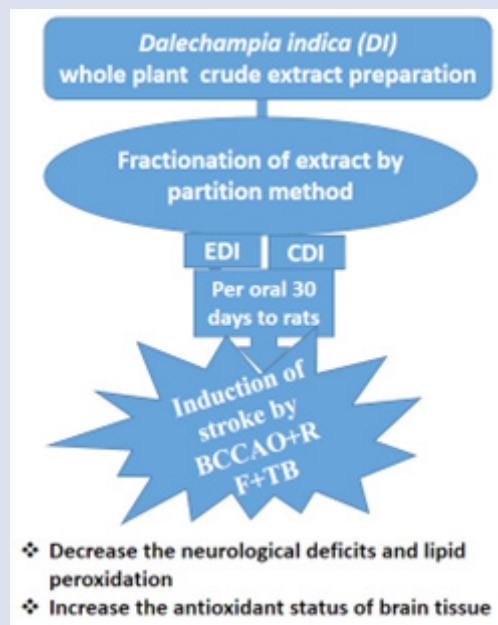 Dalechampia indica (DI)
whole plant crude extract preparation
Fractionation of extract by
partition method
EDI CDI
Per oral 30
days to rats
Induction of
stroke by
BCCAO+R
F+TB
❖ Decrease the neurological deficits and lipid
peroxidation
❖ Increase the antioxidant status of brain tissue